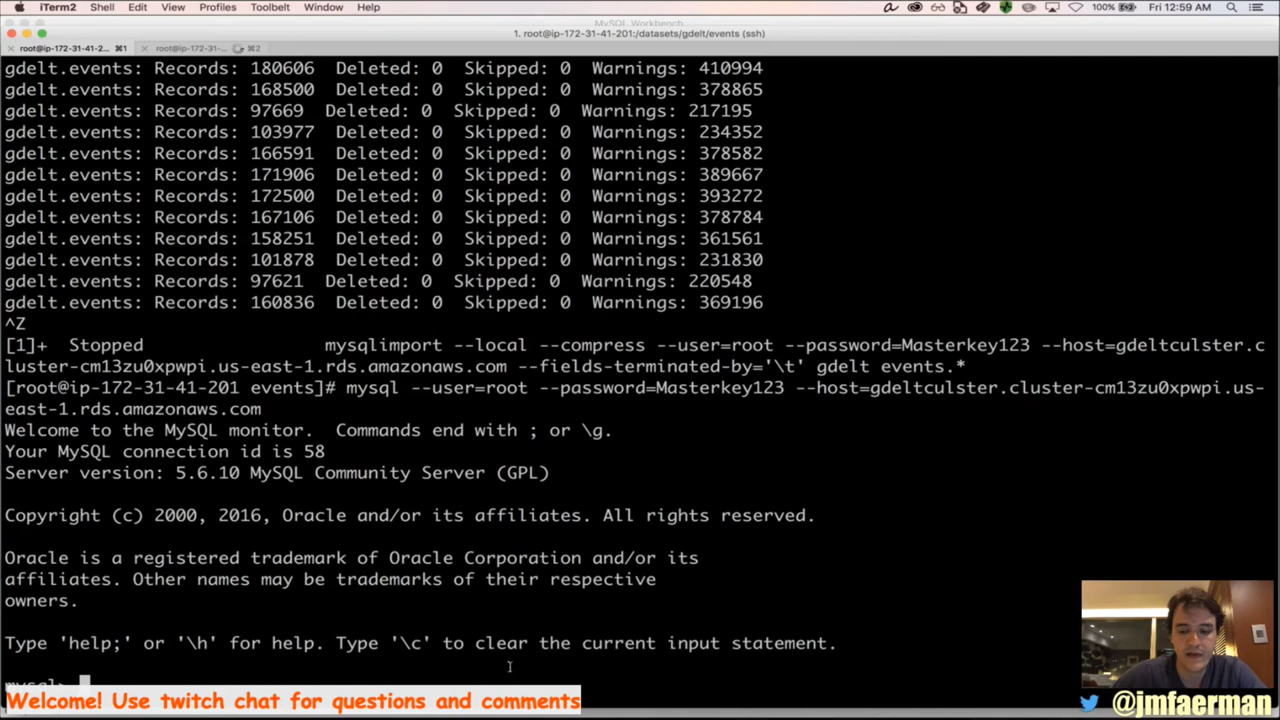 iTerm2 Shell Edit View Profiles Toolbelt Window Help 100% Fri 12:59 AM
MySQL Workbench
1. root@ip-172-31-41-201:/datasets/gdelt/events (ssh)
root@ip-172-31-41-2... ⌘1 root@ip-172-31-... ⌘2
gdelt.events: Records: 180606 Deleted: 0 Skipped: 0 Warnings: 410994
gdelt.events: Records: 168500 Deleted: 0 Skipped: 0 Warnings: 378865
gdelt.events: Records: 97669 Deleted: 0 Skipped: 0 Warnings: 217195
gdelt.events: Records: 103977 Deleted: 0 Skipped: 0 Warnings: 234352
gdelt.events: Records: 166591 Deleted: 0 Skipped: 0 Warnings: 378582
gdelt.events: Records: 171906 Deleted: 0 Skipped: 0 Warnings: 389667
gdelt.events: Records: 172500 Deleted: 0 Skipped: 0 Warnings: 393272
gdelt.events: Records: 167106 Deleted: 0 Skipped: 0 Warnings: 378784
gdelt.events: Records: 158251 Deleted: 0 Skipped: 0 Warnings: 361561
gdelt.events: Records: 101878 Deleted: 0 Skipped: 0 Warnings: 231830
gdelt.events: Records: 97621 Deleted: 0 Skipped: 0 Warnings: 220548
gdelt.events: Records: 160836 Deleted: 0 Skipped: 0 Warnings: 369196
^Z
[1]+ Stopped mysqlimport --local --compress --user=root --password=Masterkey123 --host=gdeltculster.c
luster-cm13zu0xpwpi.us-east-1.rds.amazonaws.com --fields-terminated-by='\t' gdelt events.*
[root@ip-172-31-41-201 events]# mysql --user=root --password=Masterkey123 --host=gdeltculster.cluster-cm13zu0xpwpi.us-
east-1.rds.amazonaws.com
Welcome to the MySQL monitor. Commands end with ; or \g.
Your MySQL connection id is 58
Server version: 5.6.10 MySQL Community Server (GPL)
Copyright (c) 2000, 2016, Oracle and/or its affiliates. All rights reserved.
Oracle is a registered trademark of Oracle Corporation and/or its
affiliates. Other names may be trademarks of their respective
owners.
Type 'help;' or '\h' for help. Type '\c' to clear the current input statement.
mysql>
Welcome! Use twitch chat for questions and comments
@jmfaerman